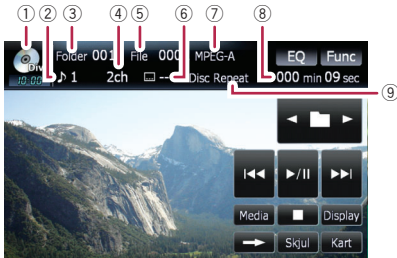 ① ② ③ ④ ⑤ ⑥ ⑦ ⑧
Folder 001 File 000 MPEG-A EQ Func
Div
10:00 ♪ 1 2ch -- Disc Repeat 000 min 09 sec
⑨
Media Display
Skjul Kart